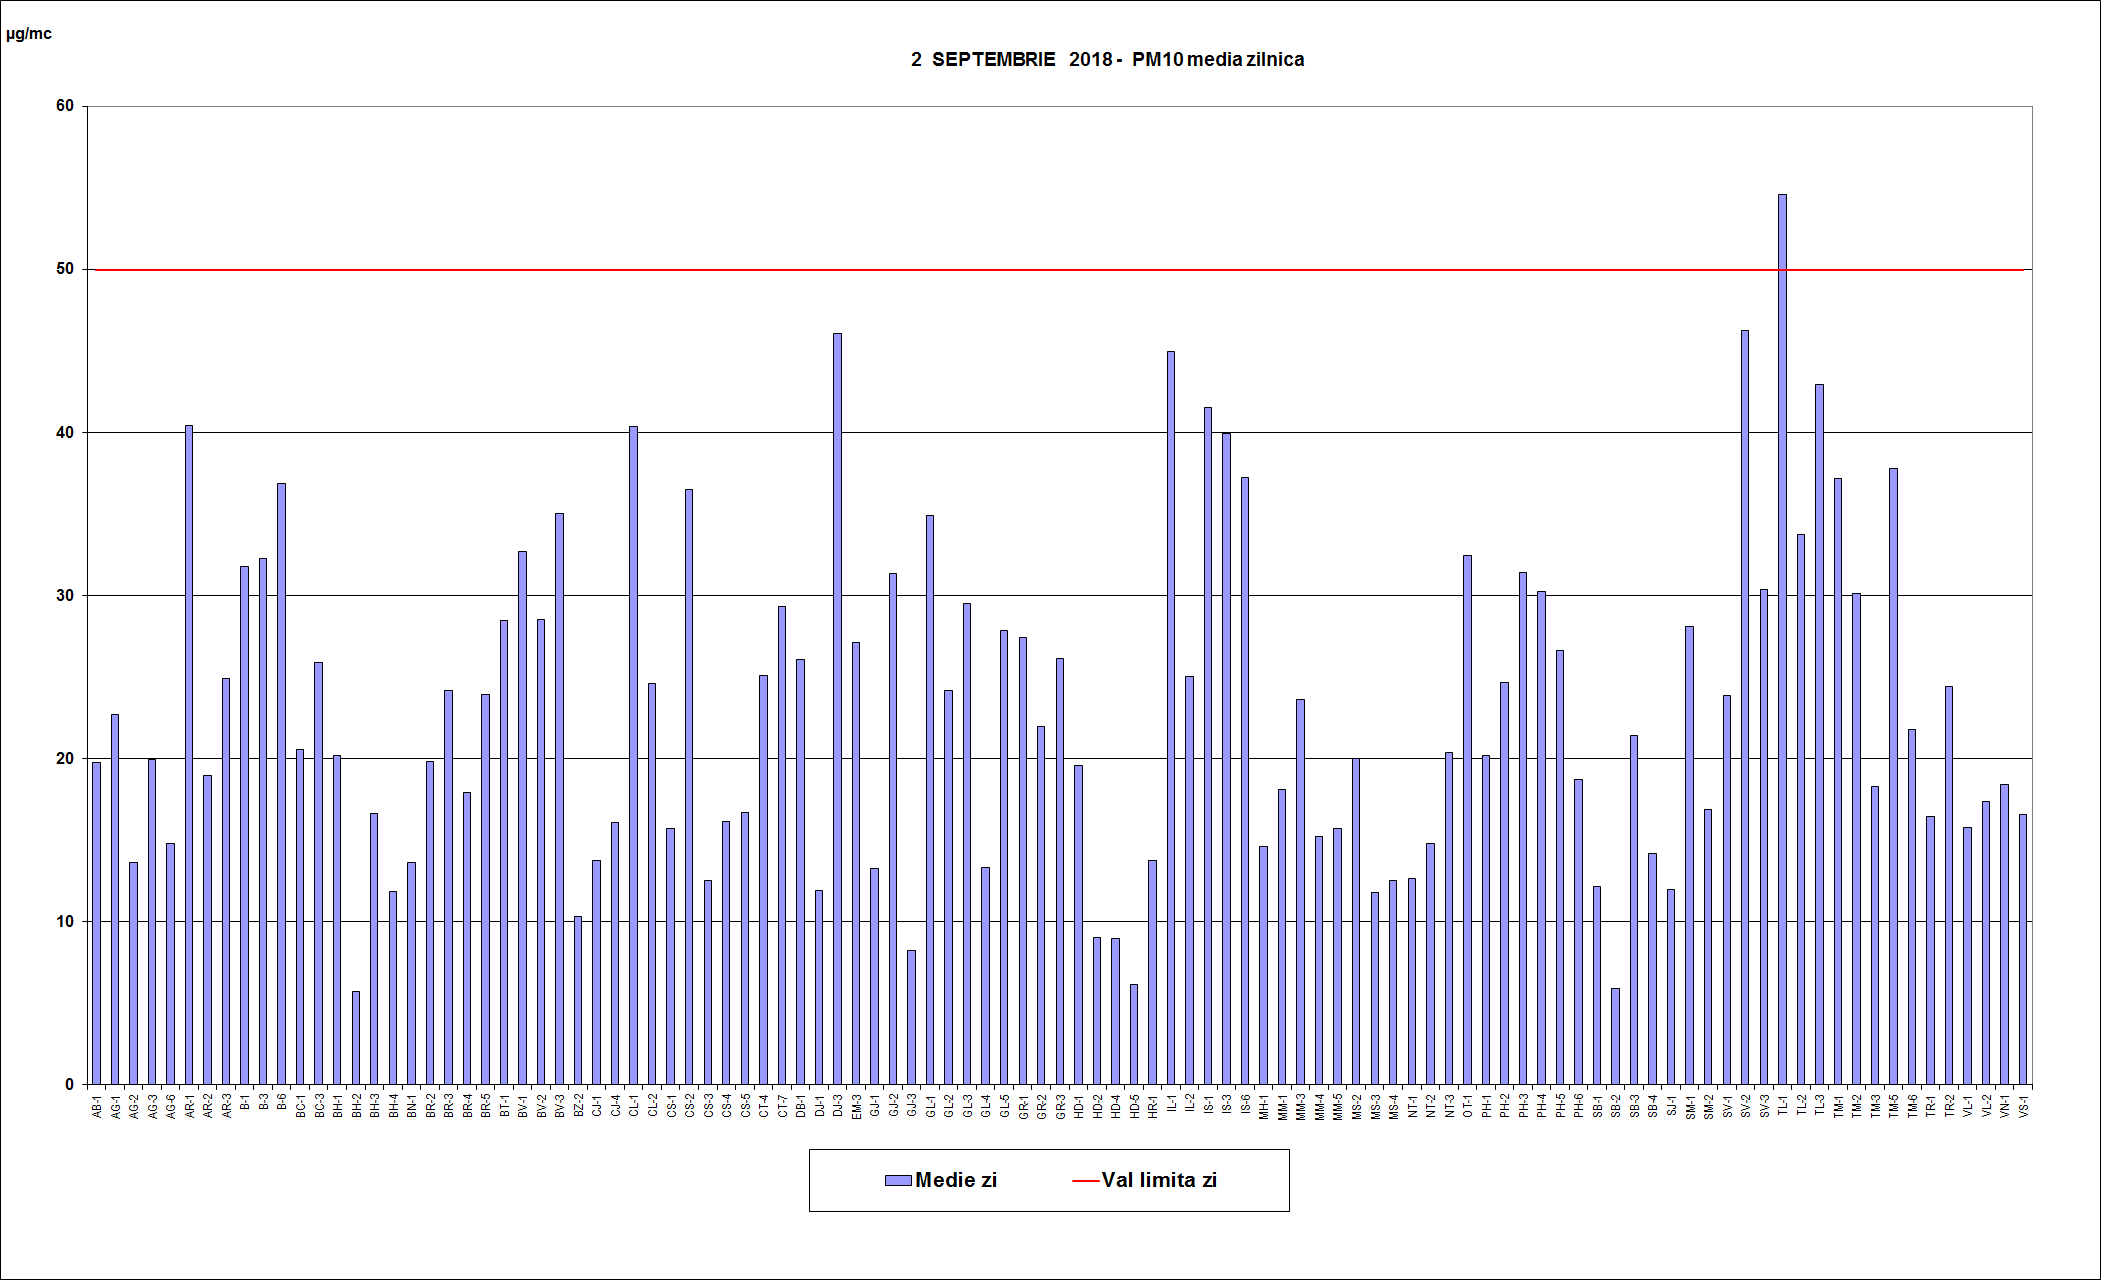 µg/mc
2 SEPTEMBRIE 2018 - PM10 media zilnica
60
50
40
30
20
10
0
AB-1 AG-1 AG-2 AG-3 AG-6 AR-1 AR-2 AR-3 B-1 B-3 B-6 BC-1 BC-3 BH-1 BH-2 BH-3 BH-4 BN-1 BR-2 BR-3 BR-4 BR-5 BT-1 BV-1 BV-2 BV-3 BZ-2 CJ-1 CJ-4 CL-1 CL-2 CS-1 CS-2 CS-3 CS-4 CS-5 CT-4 CT-7 DB-1 DJ-1 DJ-3 EM-3 GJ-1 GJ-2 GJ-3 GL-1 GL-2 GL-3 GL-4 GL-5 GR-1 GR-2 GR-3 HD-1 HD-2 HD-4 HD-5 HR-1 IL-1 IL-2 IS-1 IS-3 IS-6 MH-1 MM-1 MM-3 MM-4 MM-5 MS-2 MS-3 MS-4 NT-1 NT-2 NT-3 OT-1 PH-1 PH-2 PH-3 PH-4 PH-5 PH-6 SB-1 SB-2 SB-3 SB-4 SJ-1 SM-1 SM-2 SV-1 SV-2 SV-3 TL-1 TL-2 TL-3 TM-1 TM-2 TM-3 TM-5 TM-6 TR-1 TR-2 VL-1 VL-2 VN-1 VS-1
Medie zi Val limita zi